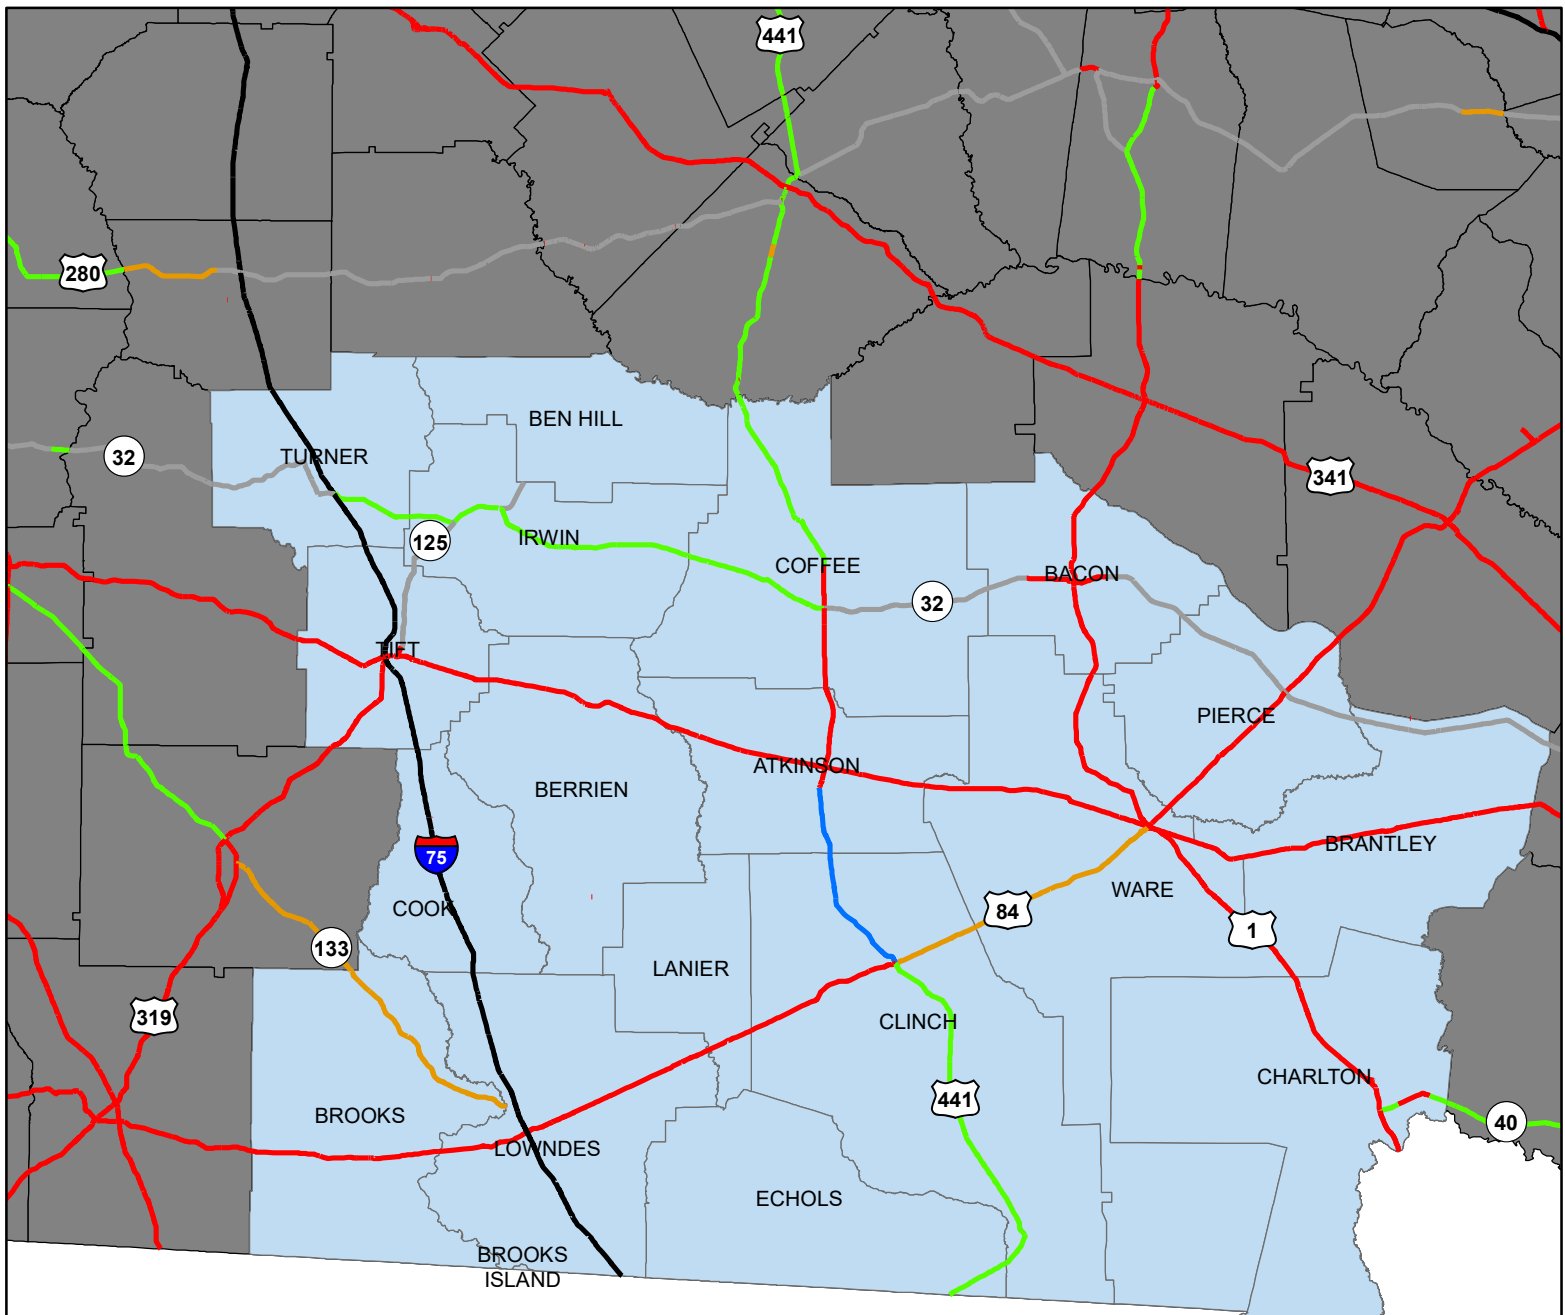 441
280
BEN HILL
32
TURNER
341
125
IRWIN
COFFEE
BACON
32
TIFT
PIERCE
ATKINSON
BERRIEN
BRANTLEY
75
WARE
COOK
84
1
133
LANIER
319
CLINCH
CHARLTON
441
BROOKS
40
LOWNDES
ECHOLS
BROOKS
ISLAND